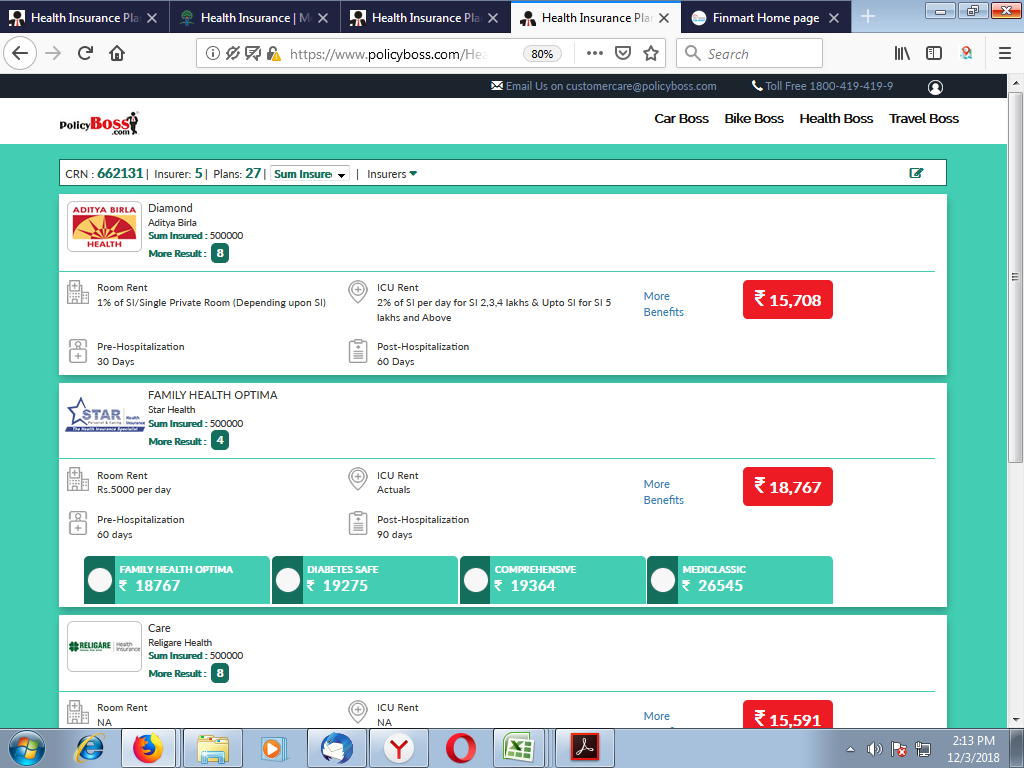 Health Insurance Pla
Health Insurance | M
Health Insurance Pla
Health Insurance Plan
Finmart Home page
https://www.policyboss.com/Hea
80%
Search
Email Us on customercare@policyboss.com
Toll Free 1800-419-419-9
PolicyBoss.com
Car Boss
Bike Boss
Health Boss
Travel Boss
CRN : 662131 | Insurer: 5 | Plans: 27 | Sum Insure | Insurers
ADITYA BIRLA
HEALTH
Diamond
Aditya Birla
Sum Insured : 500000
More Result : 8
Room Rent
1% of SI/Single Private Room (Depending upon SI)
ICU Rent
2% of SI per day for SI 2,3,4 lakhs & Upto SI for SI 5
lakhs and Above
More
Benefits
₹ 15,708
Pre-Hospitalization
30 Days
Post-Hospitalization
60 Days
STAR
Health
Insurance
The Health Insurance Specialist
FAMILY HEALTH OPTIMA
Star Health
Sum Insured : 500000
More Result : 4
Room Rent
Rs.5000 per day
ICU Rent
Actuals
More
Benefits
₹ 18,767
Pre-Hospitalization
60 days
Post-Hospitalization
90 days
FAMILY HEALTH OPTIMA
₹ 18767
DIABETES SAFE
₹ 19275
COMPREHENSIVE
₹ 19364
MEDICLASSIC
₹ 26545
RELIGARE
Health
Insurance
Care
Religare Health
Sum Insured : 500000
More Result : 8
Room Rent
NA
ICU Rent
NA
More
₹ 15,591
2:13 PM
12/3/2018